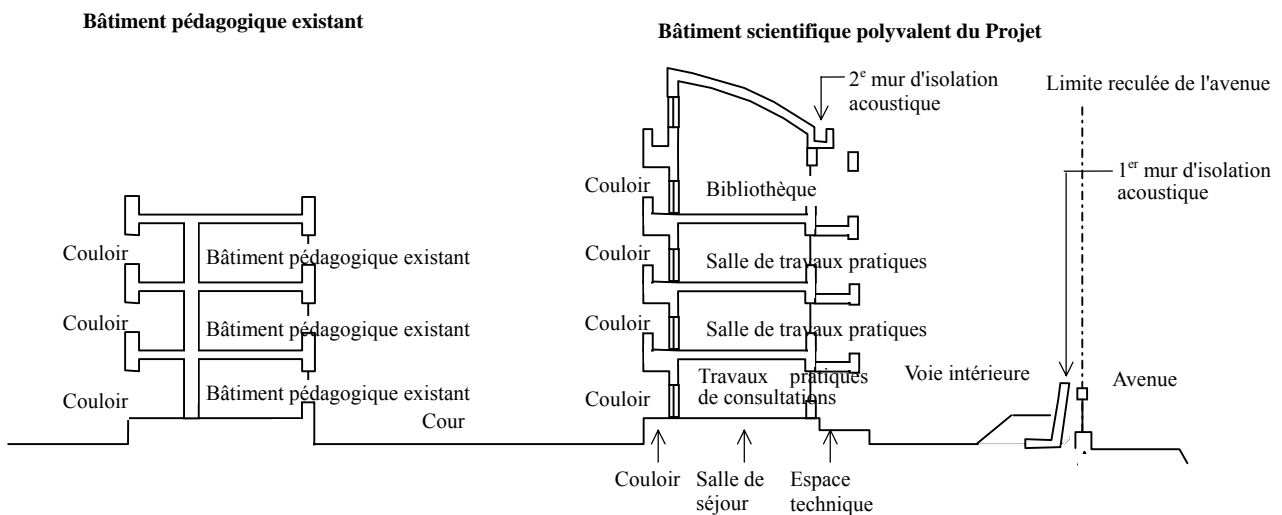 Bâtiment pédagogique existant
Bâtiment scientifique polyvalent du Projet
2e mur d'isolation
acoustique
Limite reculée de l'avenue
1er mur d'isolation
acoustique
Couloir
Bibliothèque
Couloir
Bâtiment pédagogique existant
Couloir
Salle de travaux pratiques
Couloir
Bâtiment pédagogique existant
Couloir
Salle de travaux pratiques
Couloir
Bâtiment pédagogique existant
Couloir
Travaux pratiques
de consultations
Voie intérieure
Avenue
Cour
Couloir
Salle de
séjour
Espace
technique